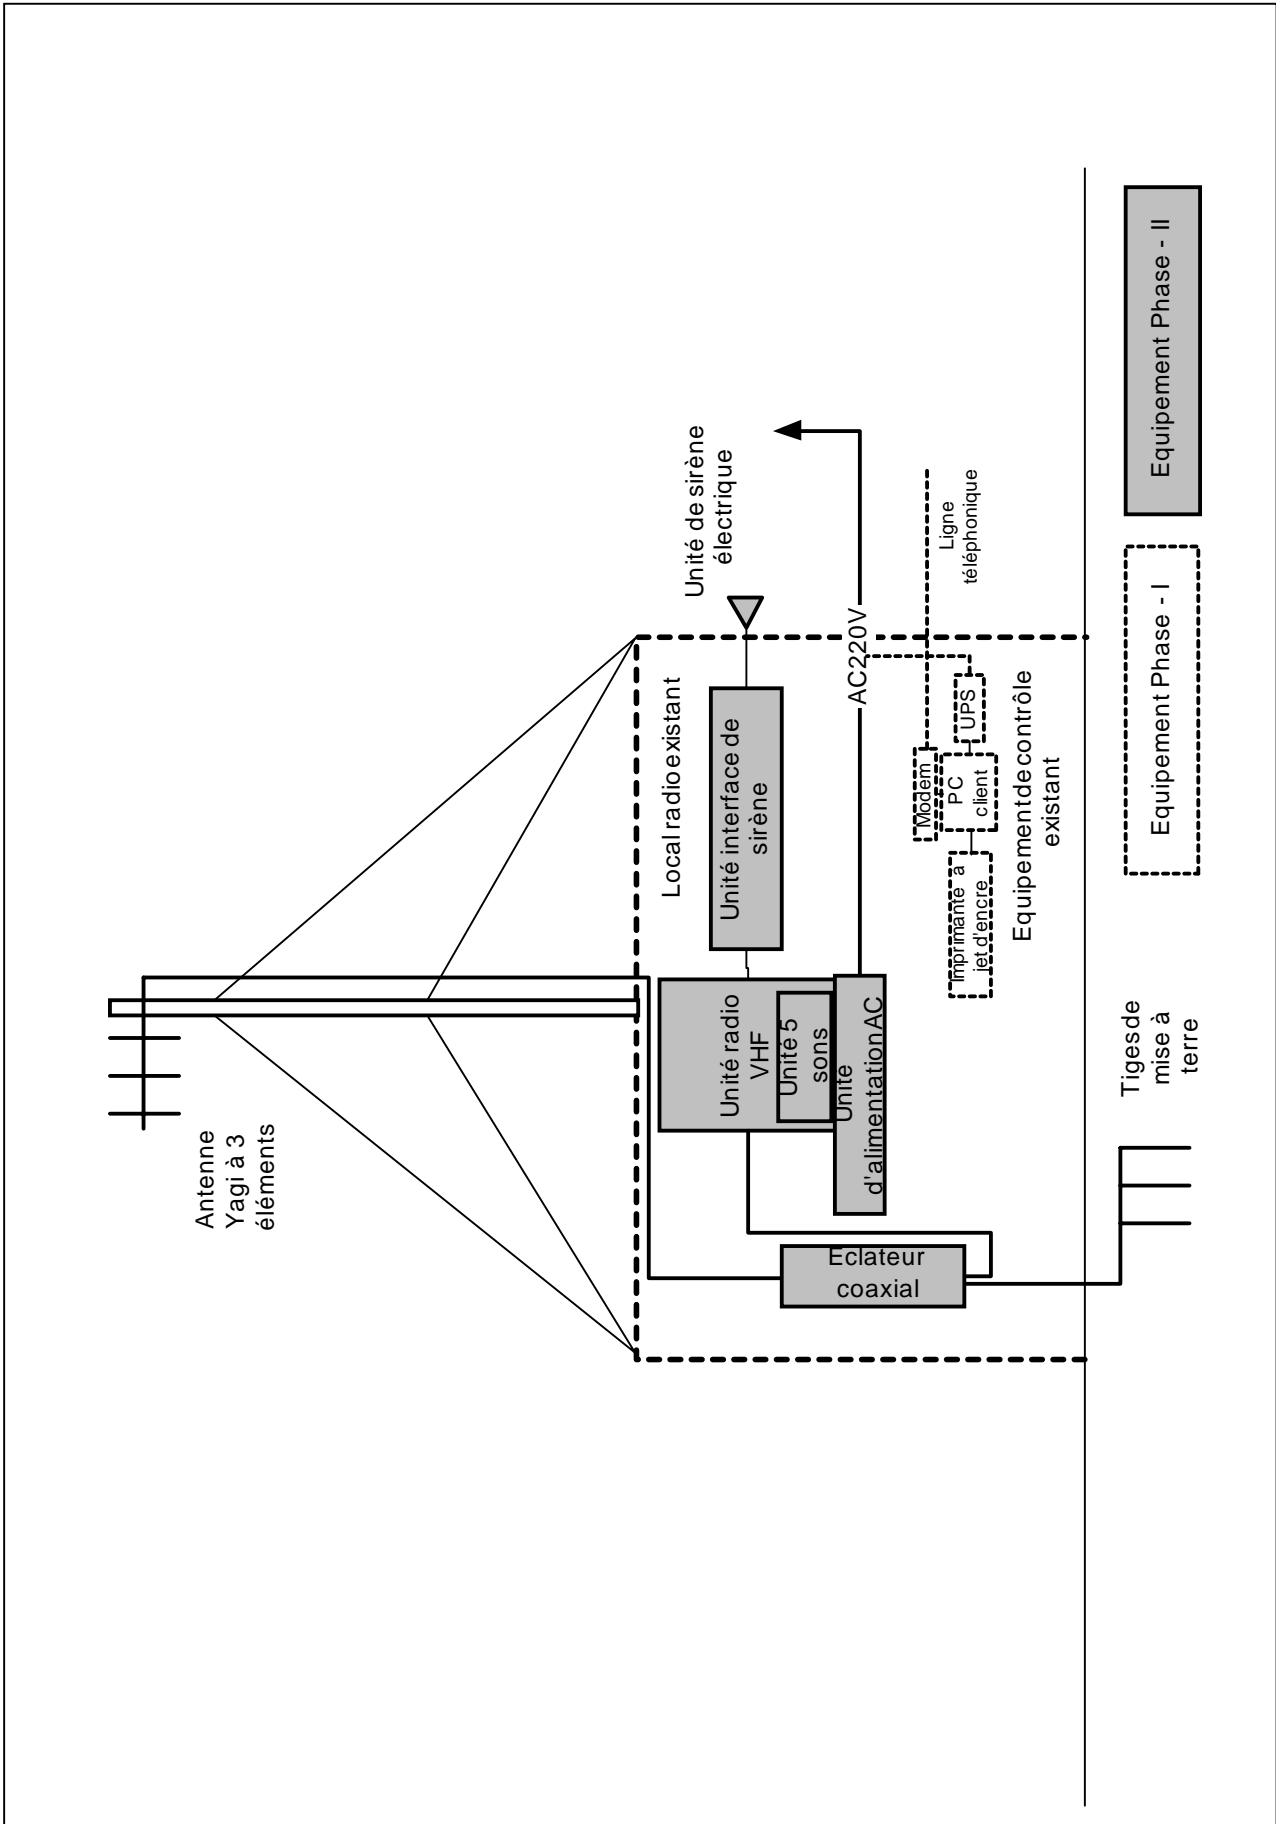 Antenne
Yagi à 3
éléments
Local radio existant
Unité radio
VHF
Unité 5
sons
Unite
d'alimentation AC
Unité interface de
sirène
Unité de sirène
électrique
Eclateur
coaxial
AC220V
Modem
PC
client
UPS
Imprimante a
jet d'encre
Ligne
téléphonique
Equipement de contrôle
existant
Tiges de
mise à
terre
Equipement Phase - I
Equipement Phase - II